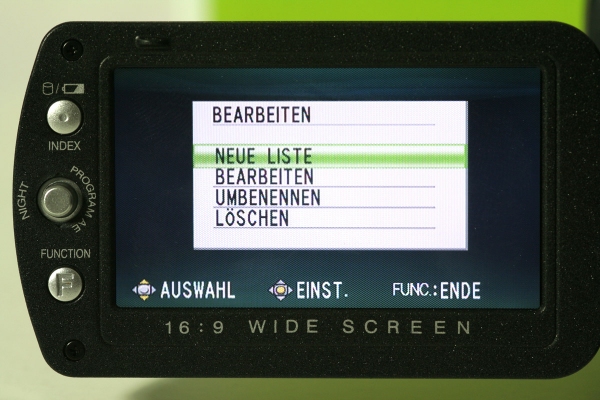 INDEX
NIGHT
PROGRAM AE
FUNCTION
F
BEARBEITEN
NEUE LISTE
BEARBEITEN
UMBENENNEN
LÖSCHEN
AUSWAHL EINST. FUNC.:ENDE
16:9 WIDE SCREEN